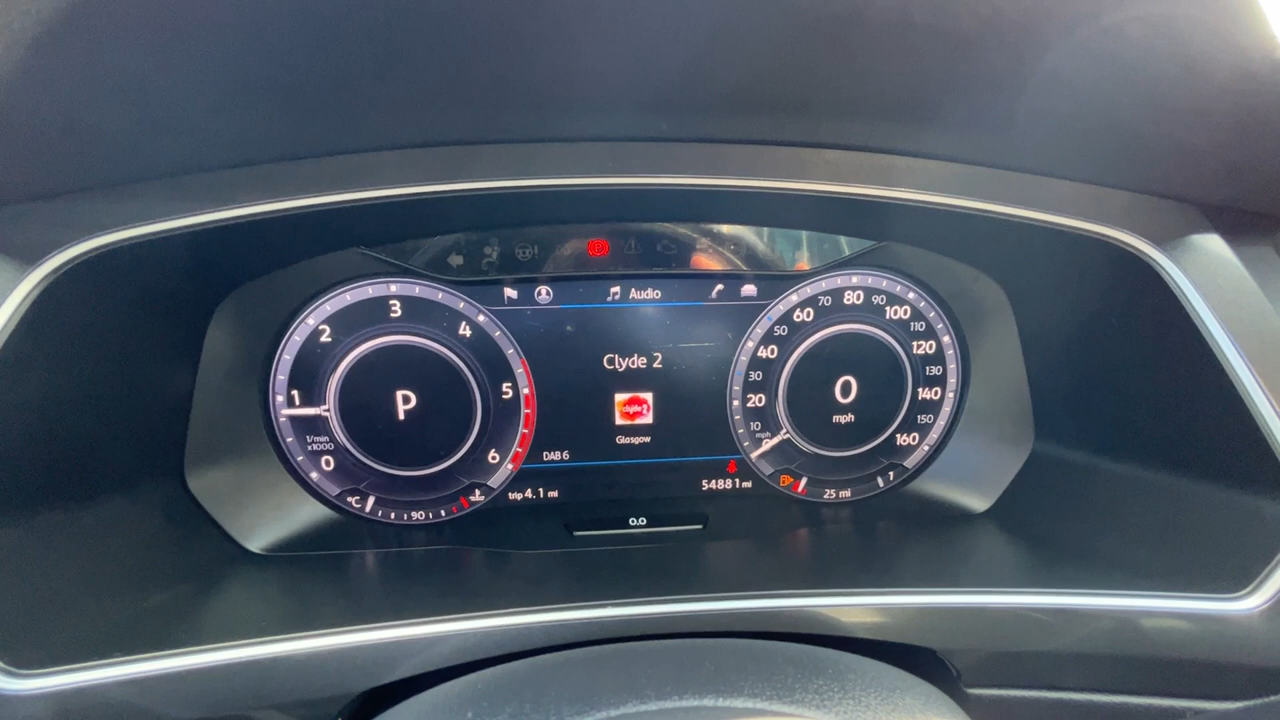 Audio
3
2
4
1
5
1/min
x1000
0
6
P
°C
90
Clyde 2
clyde 2
Glasgow
DAB 6
trip 4.1 mi
54881 mi
0.0
80
70
90
60
100
50
110
40
120
30
130
20
140
10
150
mph
0
160
0
mph
25 mi
1